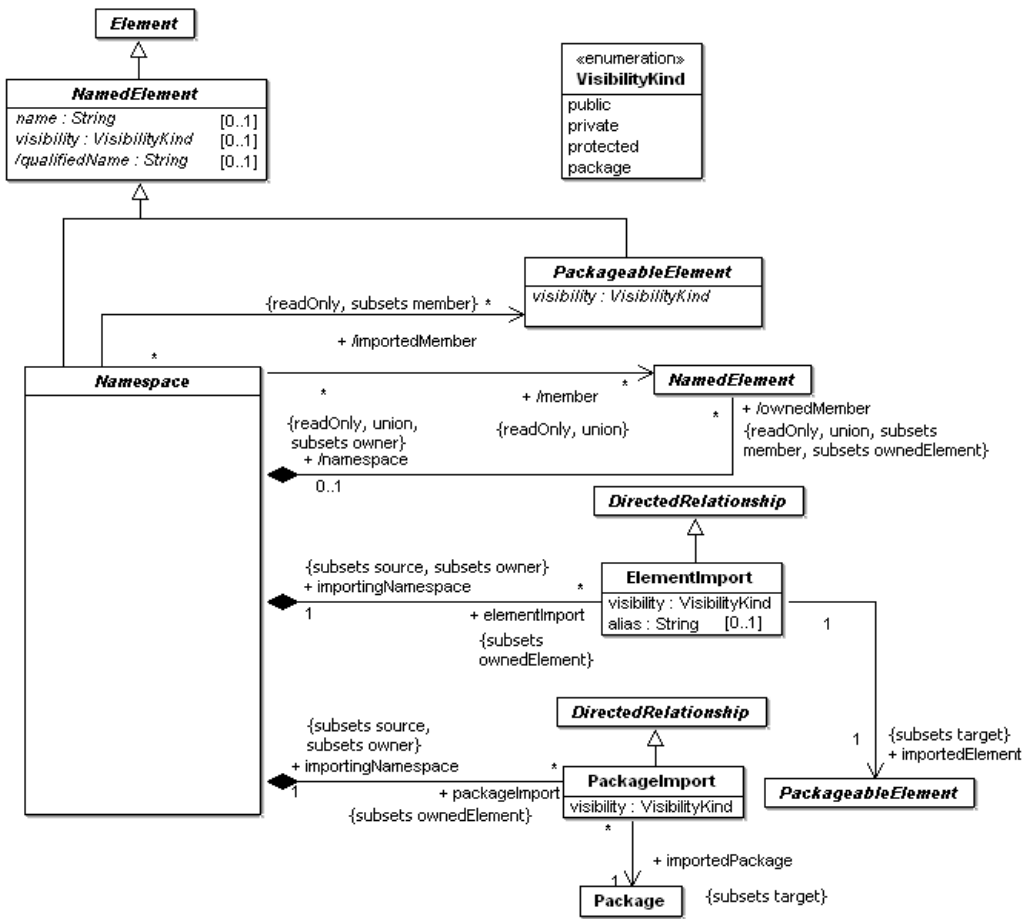 Element
NamedElement
name : String [0..1]
visibility : VisibilityKind [0..1]
/qualifiedName : String [0..1]
«enumeration»
VisibilityKind
public
private
protected
package
PackageableElement
visibility : VisibilityKind
{readOnly, subsets member} *
+ /importedMember
*
Namespace
NamedElement
*
*
+ /member
{readOnly, union}
{readOnly, union,
subsets owner}
+ /namespace
0..1
*
+ /ownedMember
{readOnly, union, subsets
member, subsets ownedElement}
DirectedRelationship
{subsets source, subsets owner}
+ importingNamespace
1
*
+ elementImport
{subsets
ownedElement}
ElementImport
visibility : VisibilityKind
alias : String [0..1]
1
1
{subsets target}
+ importedElement
PackageableElement
DirectedRelationship
{subsets source,
subsets owner}
+ importingNamespace
1
*
+ packageImport
{subsets ownedElement}
PackageImport
visibility : VisibilityKind
*
+ importedPackage
1
Package
{subsets target}